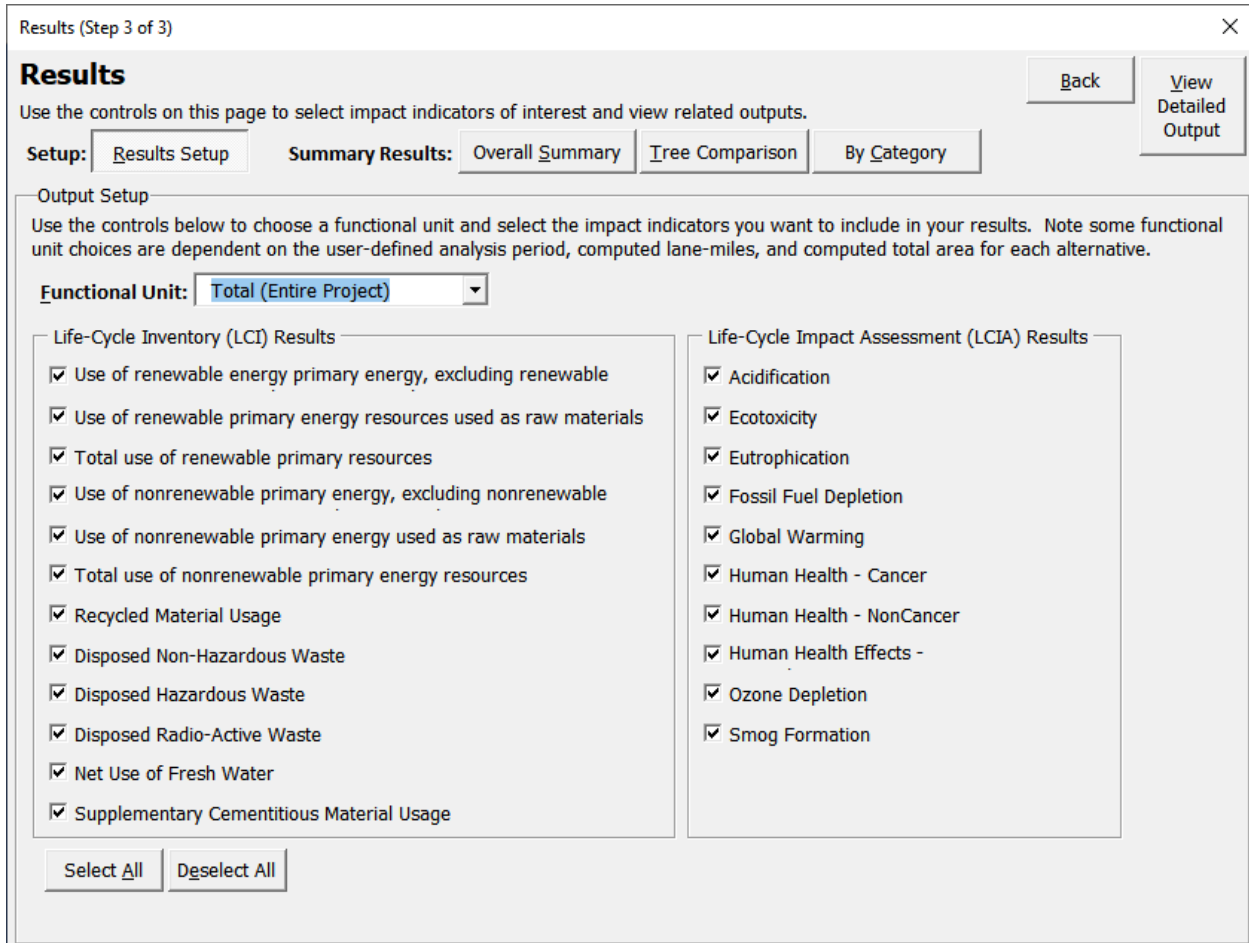 Results (Step 3 of 3)
Results
Back
View
Detailed
Output
Use the controls on this page to select impact indicators of interest and view related outputs.
Setup: Results Setup Summary Results: Overall Summary Tree Comparison By Category
Output Setup
Use the controls below to choose a functional unit and select the impact indicators you want to include in your results. Note some functional
unit choices are dependent on the user-defined analysis period, computed lane-miles, and computed total area for each alternative.
Functional Unit: Total (Entire Project)
Life-Cycle Inventory (LCI) Results
Use of renewable energy primary energy, excluding renewable
Use of renewable primary energy resources used as raw materials
Total use of renewable primary resources
Use of nonrenewable primary energy, excluding nonrenewable
Use of nonrenewable primary energy used as raw materials
Total use of nonrenewable primary energy resources
Recycled Material Usage
Disposed Non-Hazardous Waste
Disposed Hazardous Waste
Disposed Radio-Active Waste
Net Use of Fresh Water
Supplementary Cementitious Material Usage
Life-Cycle Impact Assessment (LCIA) Results
Acidification
Ecotoxicity
Eutrophication
Fossil Fuel Depletion
Global Warming
Human Health - Cancer
Human Health - NonCancer
Human Health Effects -
Ozone Depletion
Smog Formation
Select All Deselect All